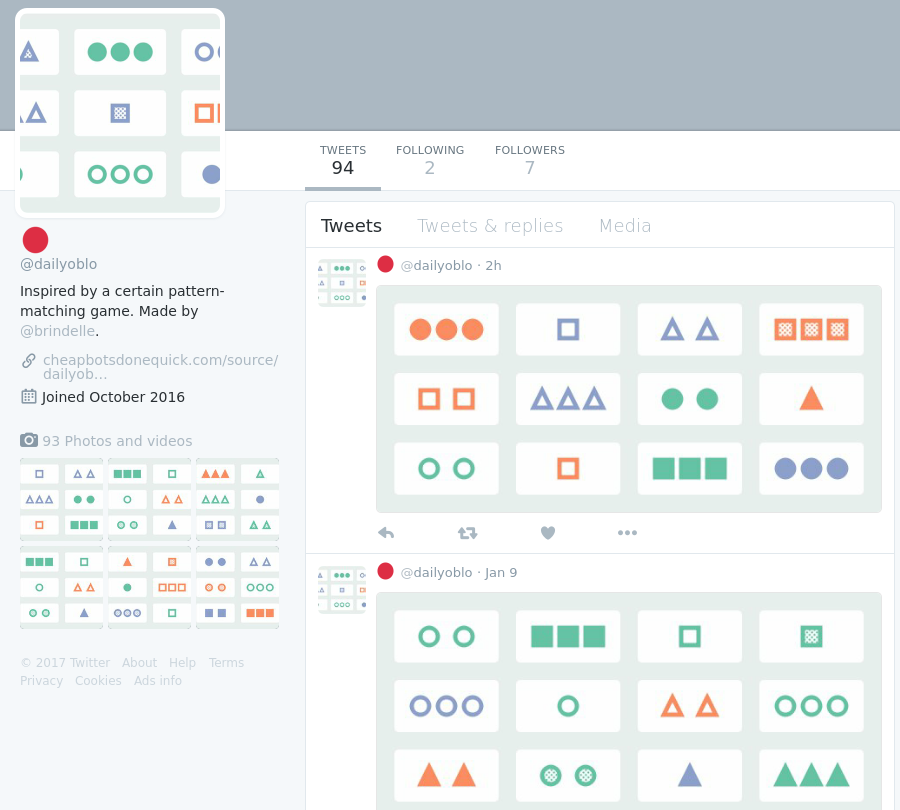 TWEETS FOLLOWING FOLLOWERS
94 2 7
Tweets Tweets & replies Media
@dailyoblo
Inspired by a certain pattern-
matching game. Made by
@brindelle.
cheapbotsdonequick.com/source/
dailyob…
Joined October 2016
93 Photos and videos
© 2017 Twitter About Help Terms
Privacy Cookies Ads info
@dailyoblo · 2h
@dailyoblo · Jan 9